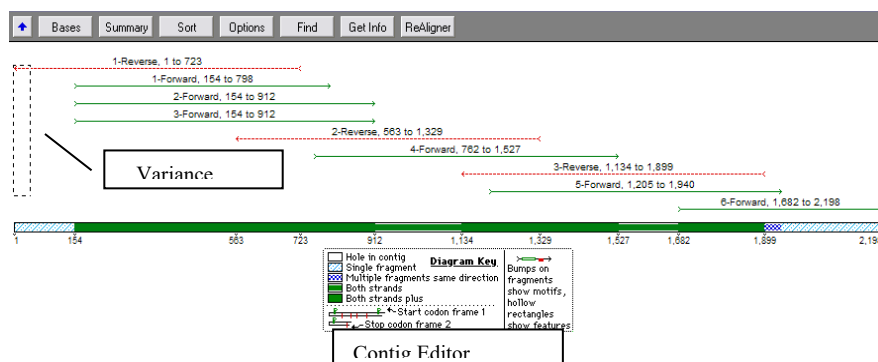 Bases Summary Sort Options Find Get Info ReAligner
1-Reverse, 1 to 723
1-Forward, 154 to 798
2-Forward, 154 to 912
3-Forward, 154 to 912
2-Reverse, 563 to 1,329
4-Forward, 762 to 1,527
3-Reverse, 1,134 to 1,899
5-Forward, 1,205 to 1,940
6-Forward, 1,682 to 2,198
Variance
1 154 563 723 912 1,134 1,329 1,527 1,682 1,899 2,19
Diagram Key
Hole in contig
Single fragment
Multiple fragments same direction
Both strands
Both strands plus
Start codon frame 1
Stop codon frame 2
Bumps on
fragments
show motifs,
hollow
rectangles
show features
Contig Editor